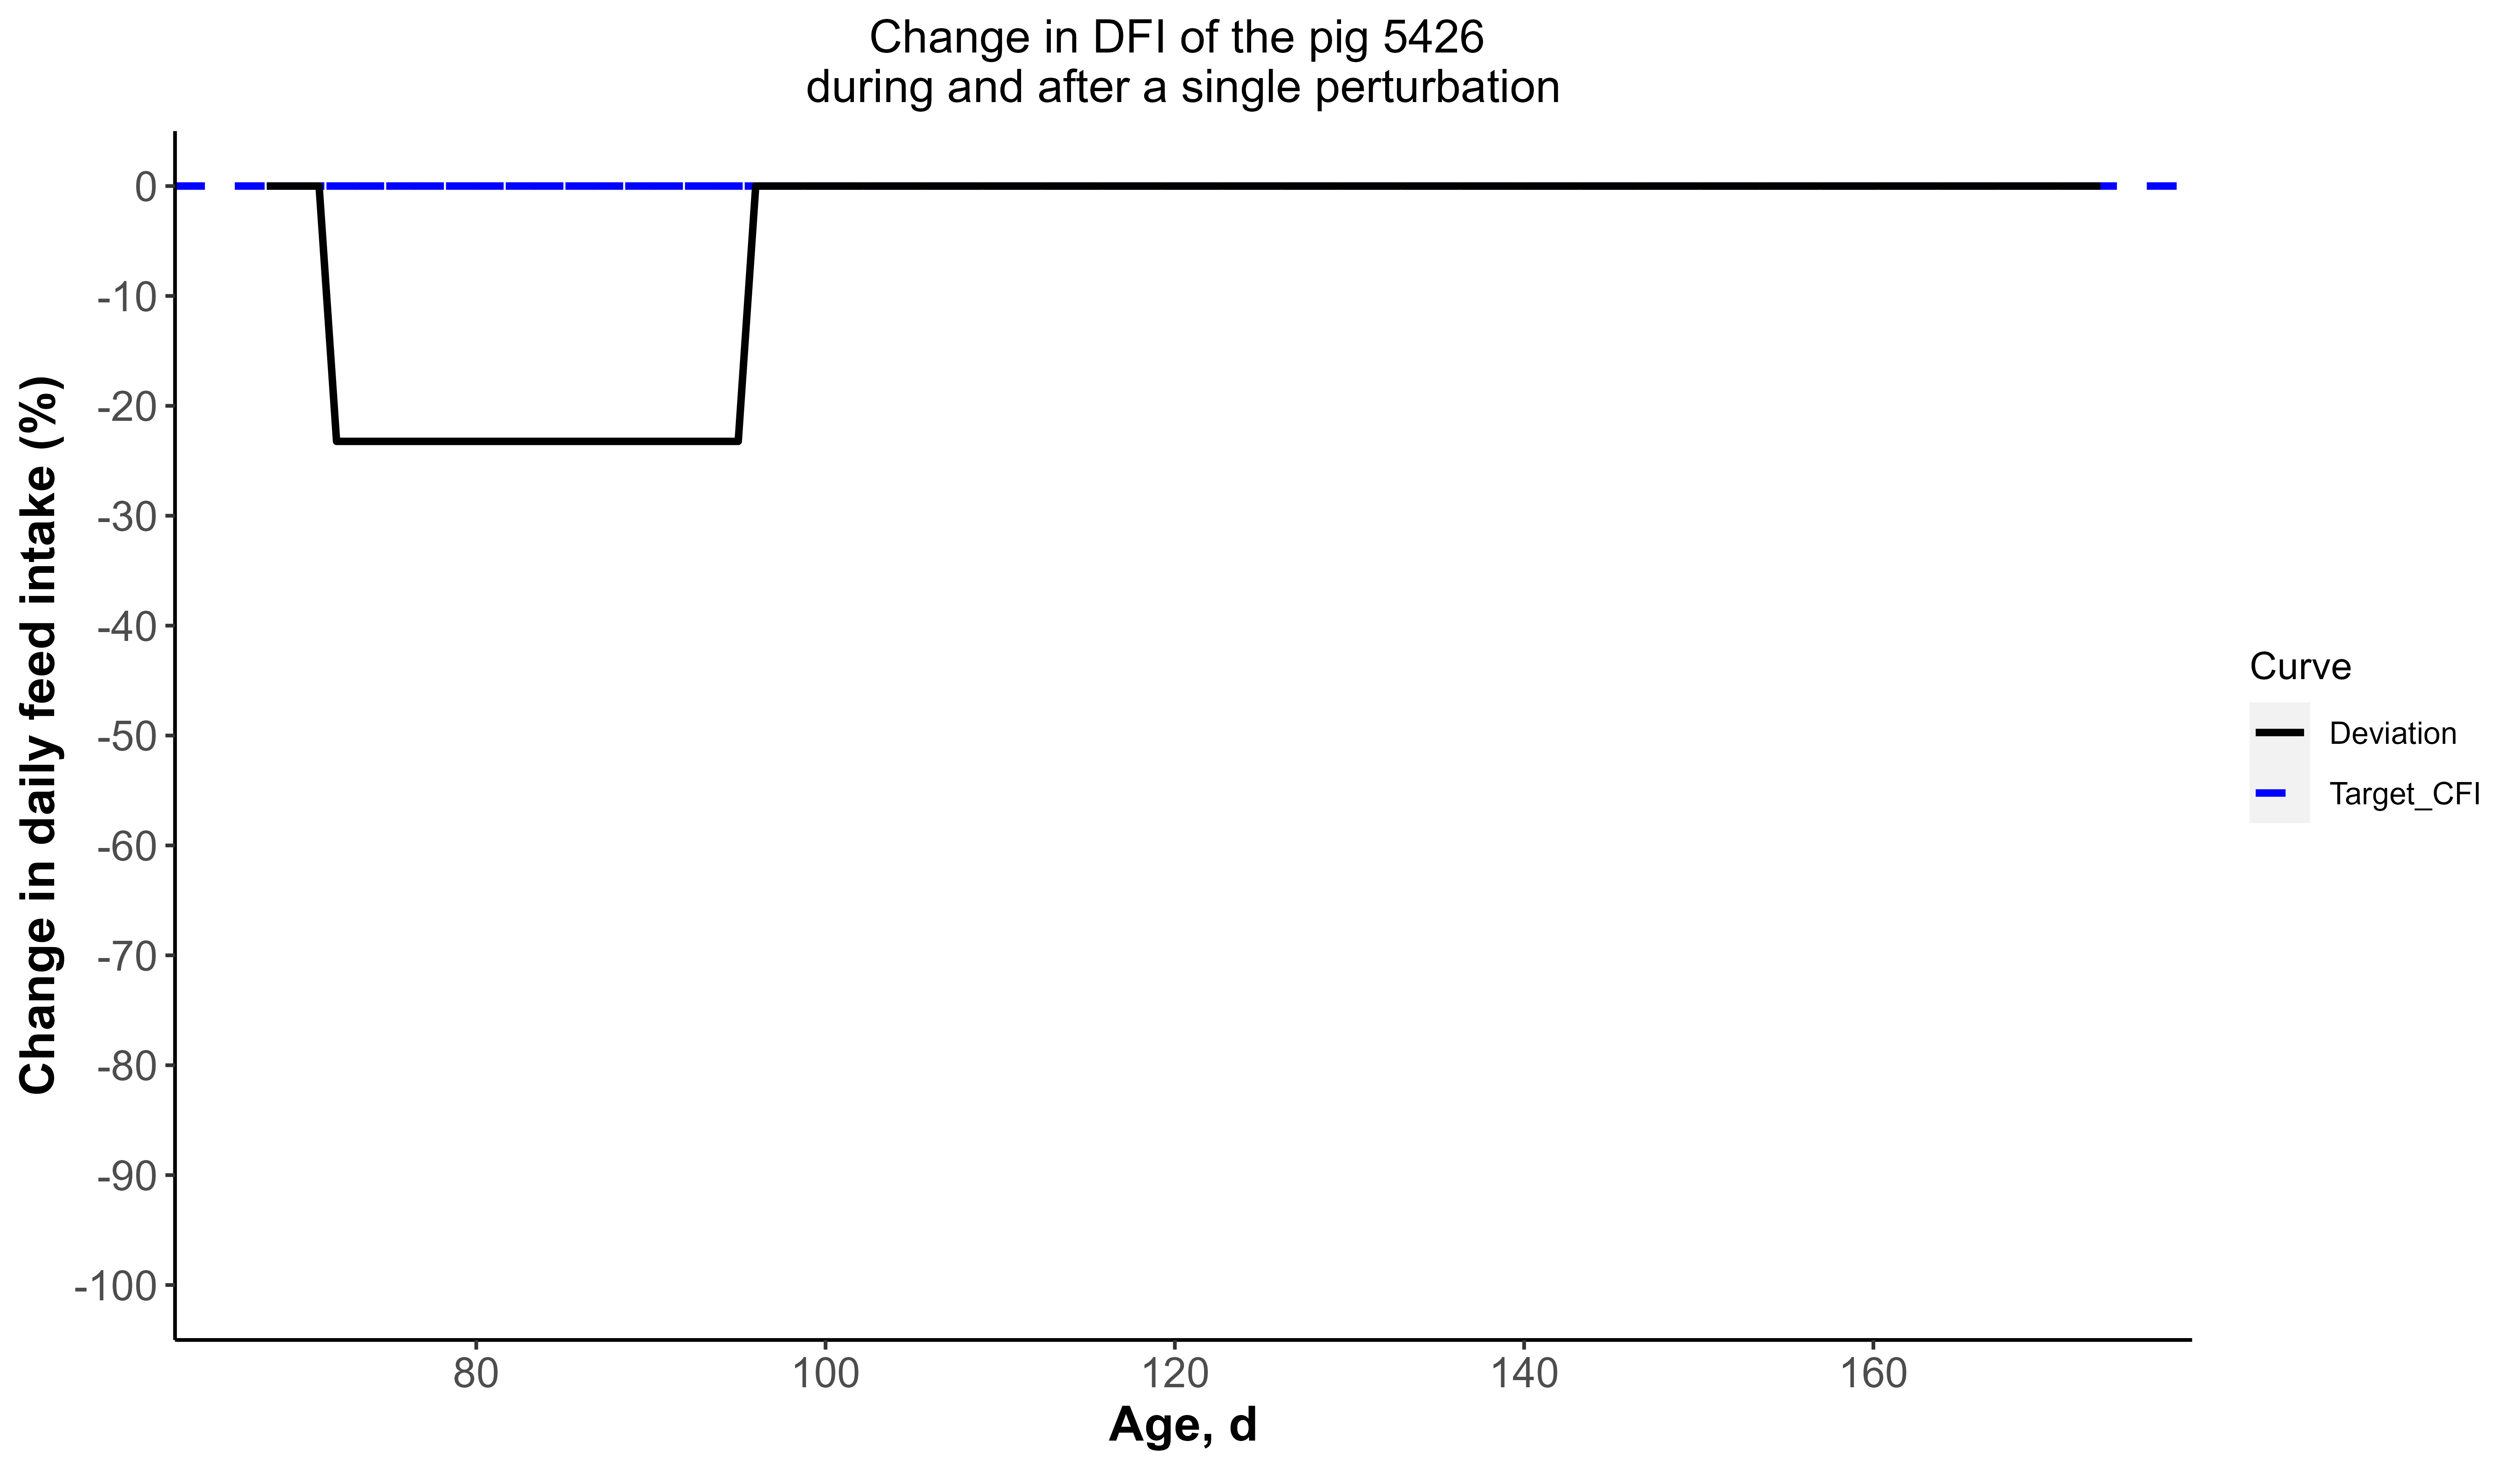 Change in DFI of the pig 5426
during and after a single perturbation
Change in daily feed intake (%)
0
-10
-20
-30
-40
-50
-60
-70
-80
-90
-100
80
100
120
140
160
Age, d
Curve
Deviation
Target_CFI